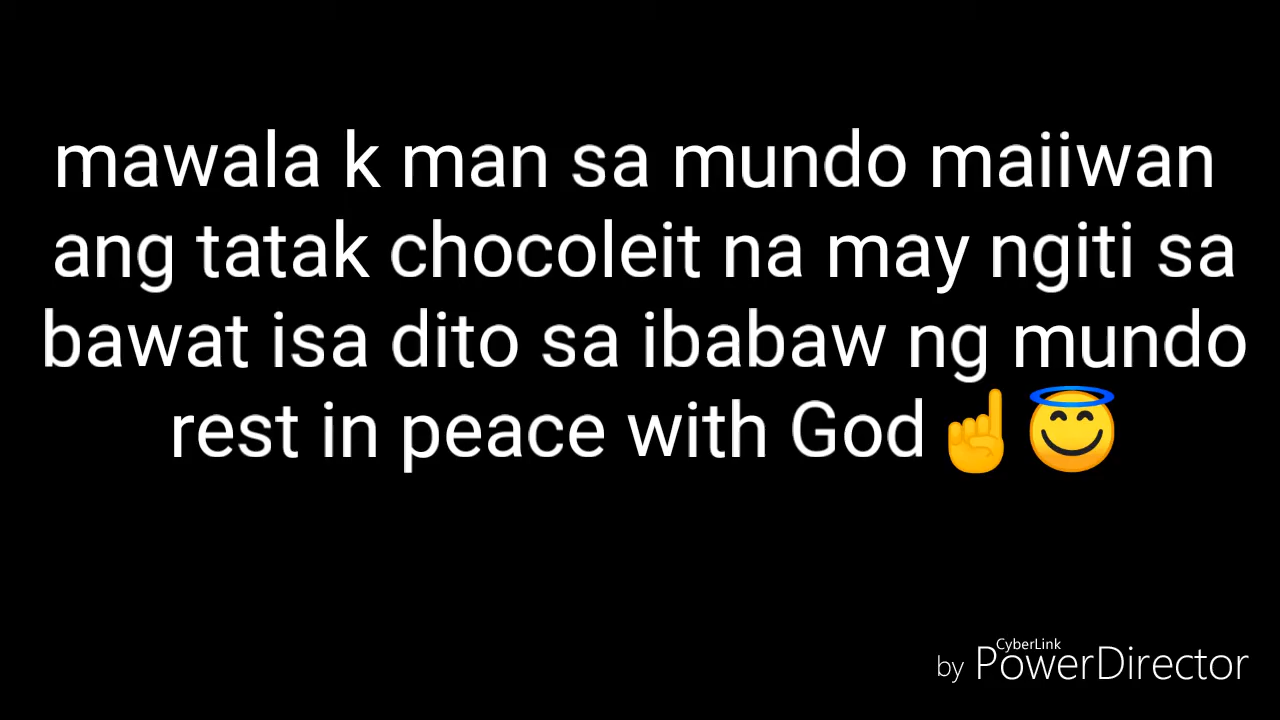 mawala k man sa mundo maiiwan
ang tatak chocoleit na may ngiti sa
bawat isa dito sa ibabaw ng mundo
rest in peace with God☝😇
CyberLink
by PowerDirector